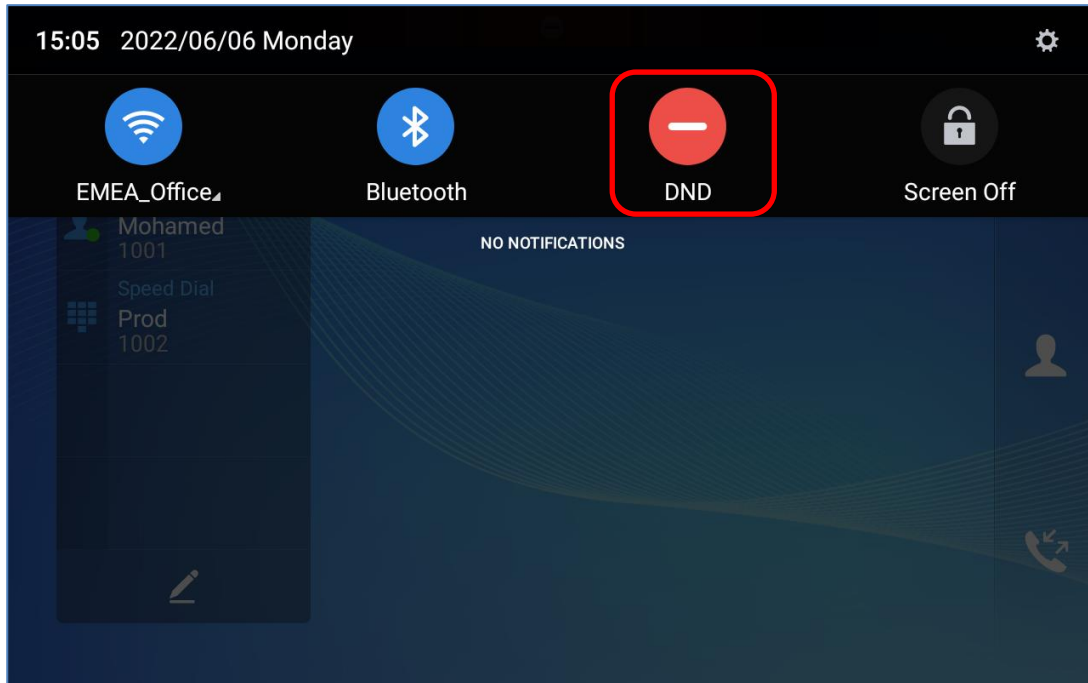 15:05 2022/06/06 Monday
EMEA_Office Bluetooth DND Screen Off
NO NOTIFICATIONS
Mohamed
1001
Speed Dial
Prod
1002